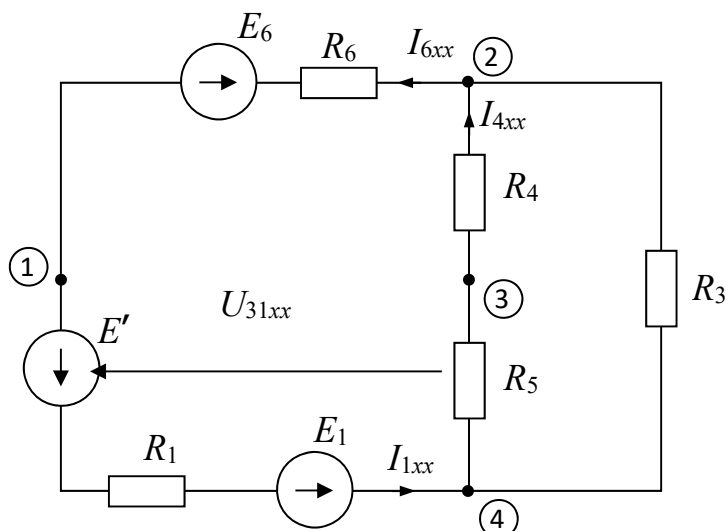 E₆
R₆
I₆ₓₓ
②
I₄ₓₓ
R₄
①
③
R₃
U₃₁ₓₓ
E′
R₅
R₁
E₁
I₁ₓₓ
④